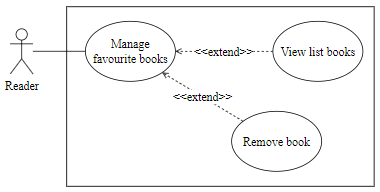 Manage
favourite books
<<extend>>
View list books
Reader
<<extend>>
Remove book